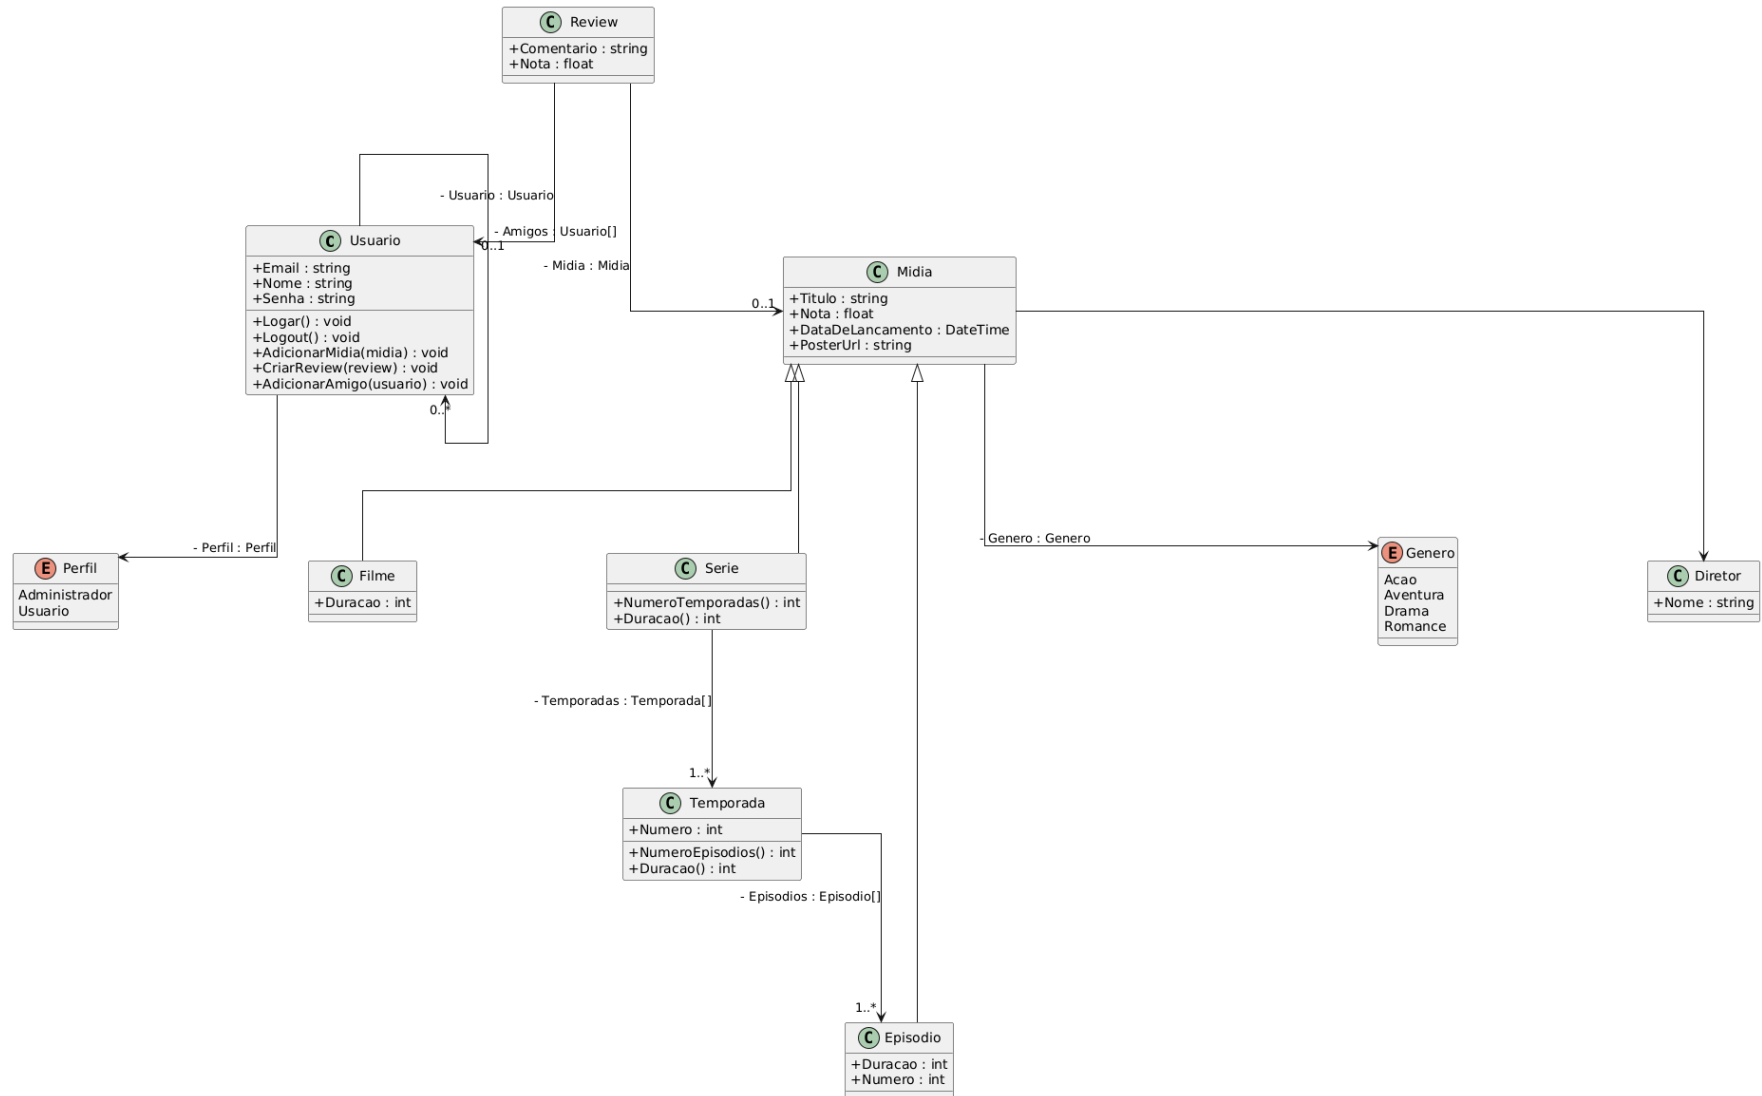 C Review
+Comentario : string
+Nota : float
- Usuario : Usuario
- Amigos : Usuario[]
0..1
- Midia : Midia
0..1
C Usuario
+Email : string
+Nome : string
+Senha : string
+Logar() : void
+Logout() : void
+AdicionarMidia(midia) : void
+CriarReview(review) : void
+AdicionarAmigo(usuario) : void
0..*
C Midia
+Titulo : string
+Nota : float
+DataDeLancamento : DateTime
+PosterUrl : string
- Perfil : Perfil
- Genero : Genero
E Perfil
Administrador
Usuario
C Filme
+Duracao : int
C Serie
+NumeroTemporadas() : int
+Duracao() : int
E Genero
Acao
Aventura
Drama
Romance
C Diretor
+Nome : string
- Temporadas : Temporada[]
1..*
C Temporada
+Numero : int
+NumeroEpisodios() : int
+Duracao() : int
- Episodios : Episodio[]
1..*
C Episodio
+Duracao : int
+Numero : int